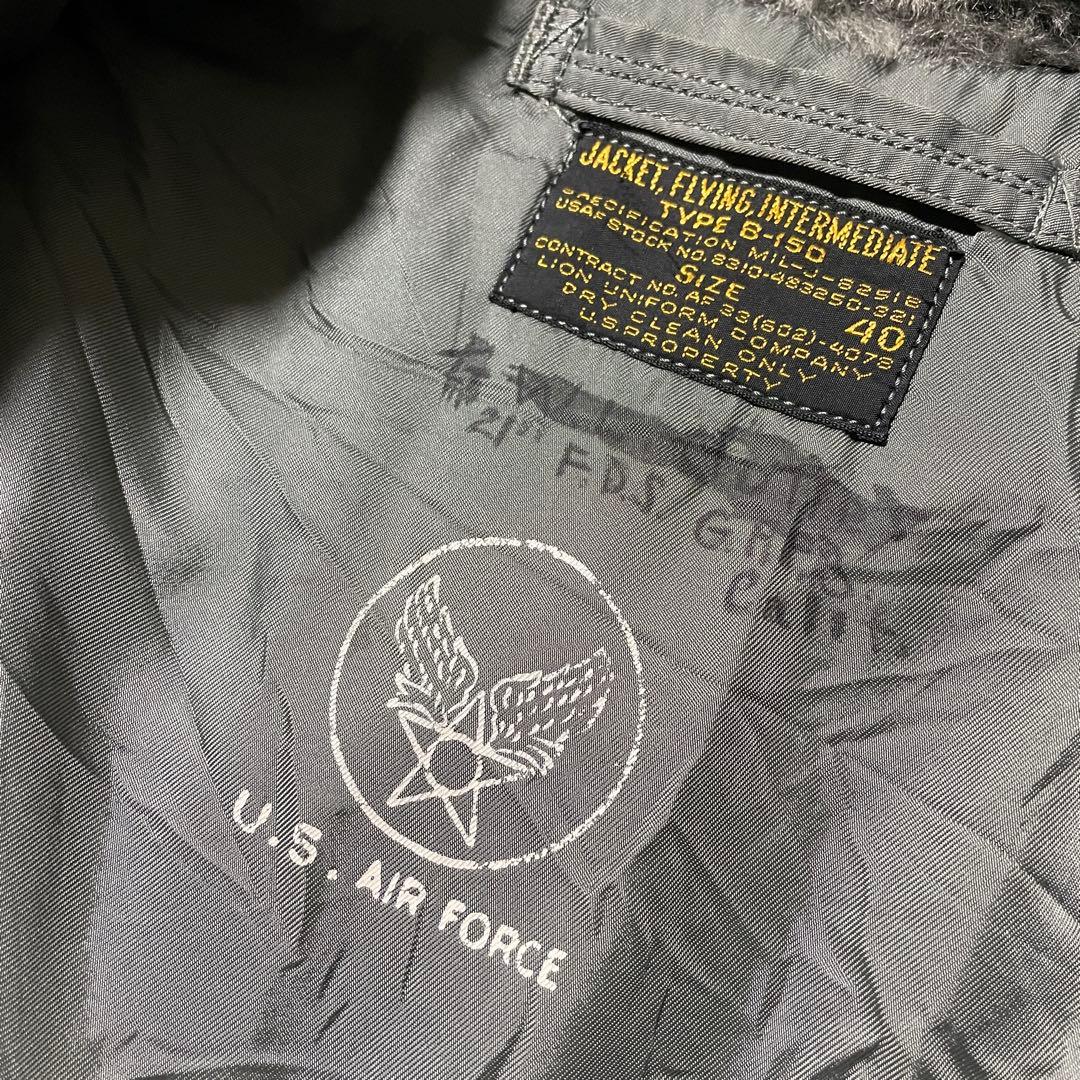 JACKET, FLYING, INTERMEDIATE
TYPE B-15D
SPECIFICATION MIL-J-6251B
USAF STOCK NO. 8310-483250-321
SIZE 40
CONTRACT NO. AF 33(602)-4078
LION UNIFORM COMPANY
DRY CLEAN ONLY
U.S. PROPERTY
21ST F.D.S.
Calif
U.S. AIR FORCE